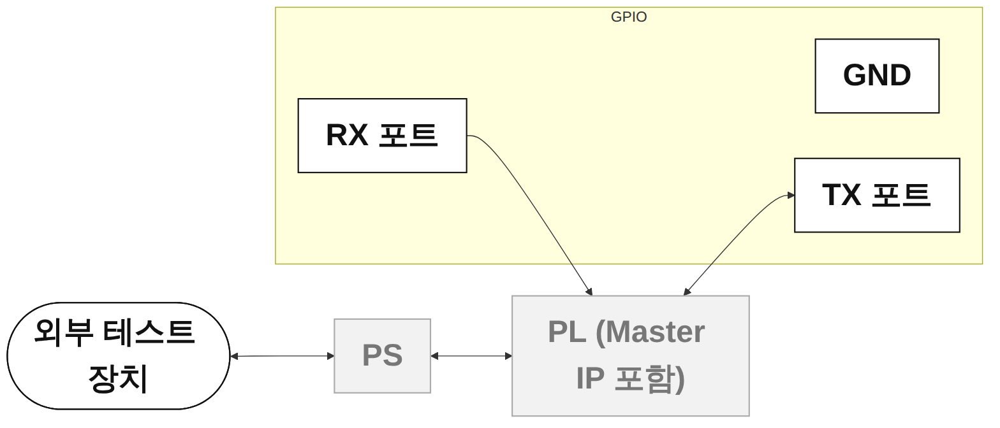 GPIO
GND
RX 포트
TX 포트
외부 테스트
장치
PS
PL (Master
IP 포함)